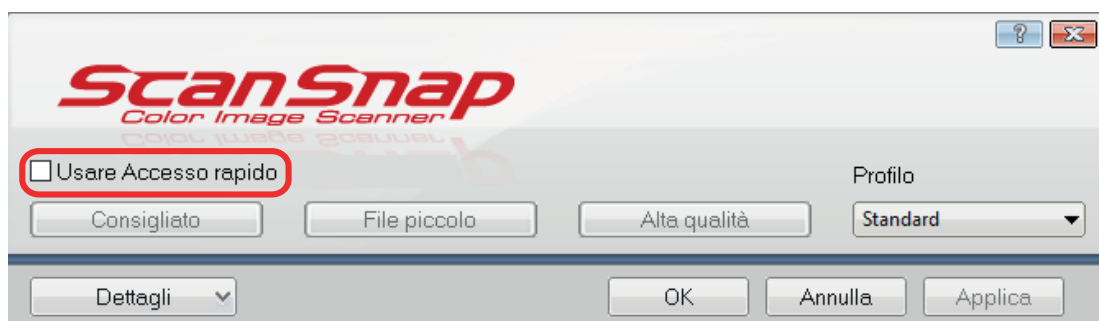 ?
ScanSnap
Color Image Scanner
Usare Accesso rapido
Profilo
Consigliato File piccolo Alta qualità Standard
Dettagli OK Annulla Applica